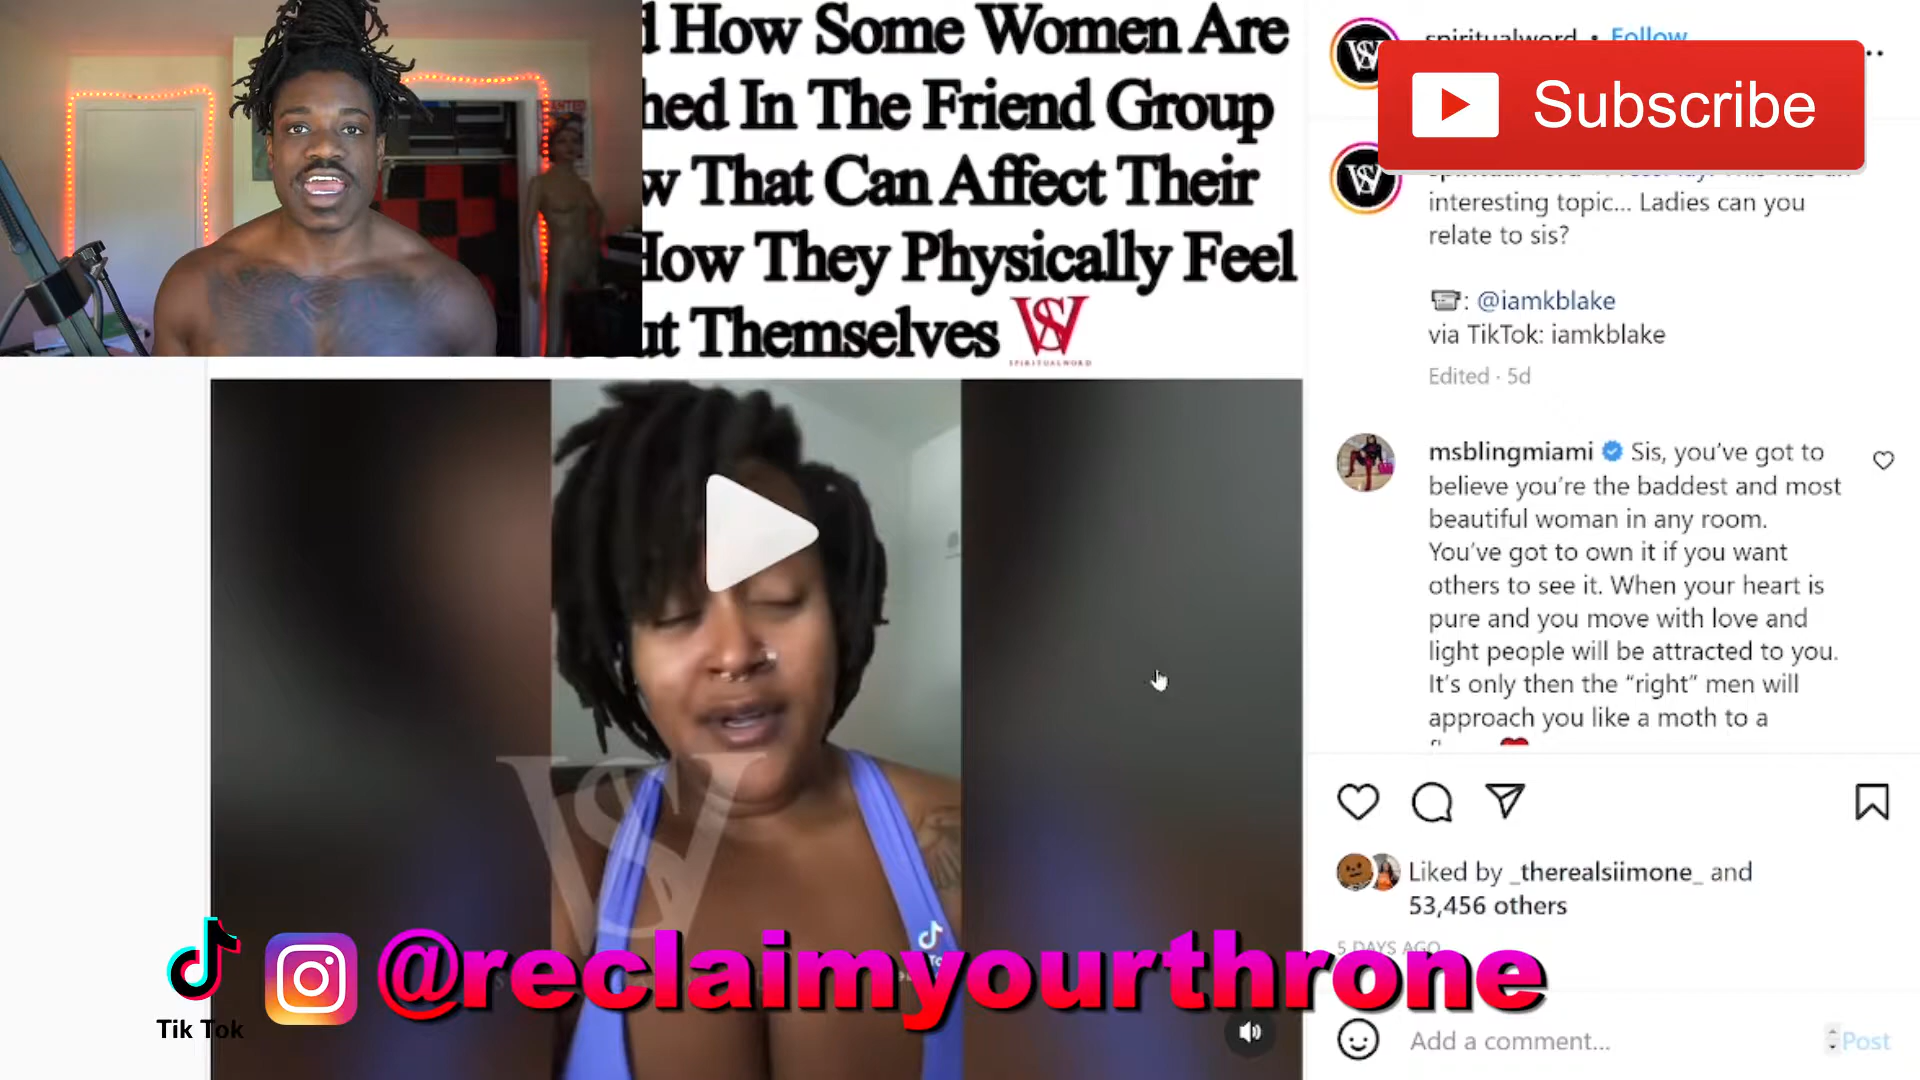 d How Some Women Are
hed In The Friend Group
w That Can Affect Their
How They Physically Feel
ut Themselves
SPIRITUALWORD
spiritualword • Follow
Subscribe
interesting topic... Ladies can you
relate to sis?
: @iamkblake
via TikTok: iamkblake
Edited · 5d
msblingmiami Sis, you've got to
believe you're the baddest and most
beautiful woman in any room.
You've got to own it if you want
others to see it. When your heart is
pure and you move with love and
light people will be attracted to you.
It's only then the “right” men will
approach you like a moth to a
Liked by _therealsiimone_ and
53,456 others
5 DAYS AGO
@reclaimyourthrone
Tik Tok
Add a comment...
Post